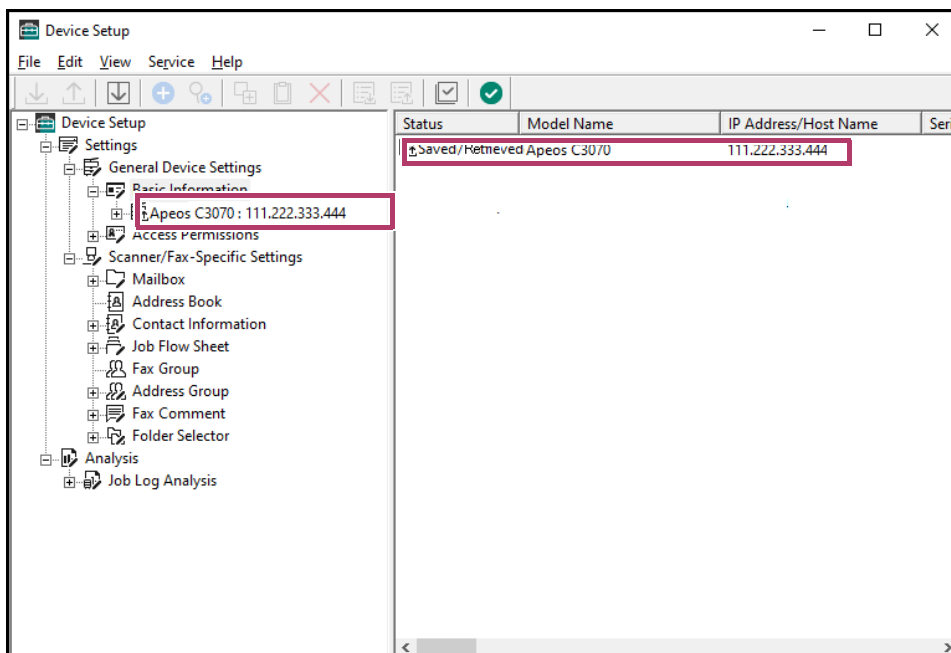 Device Setup
File Edit View Service Help
Device Setup
Settings
General Device Settings
Basic Information
Apeos C3070 : 111.222.333.444
Access Permissions
Scanner/Fax-Specific Settings
Mailbox
Address Book
Contact Information
Job Flow Sheet
Fax Group
Address Group
Fax Comment
Folder Selector
Analysis
Job Log Analysis
Status Model Name IP Address/Host Name Seri
Saved/Retrieved Apeos C3070 111.222.333.444